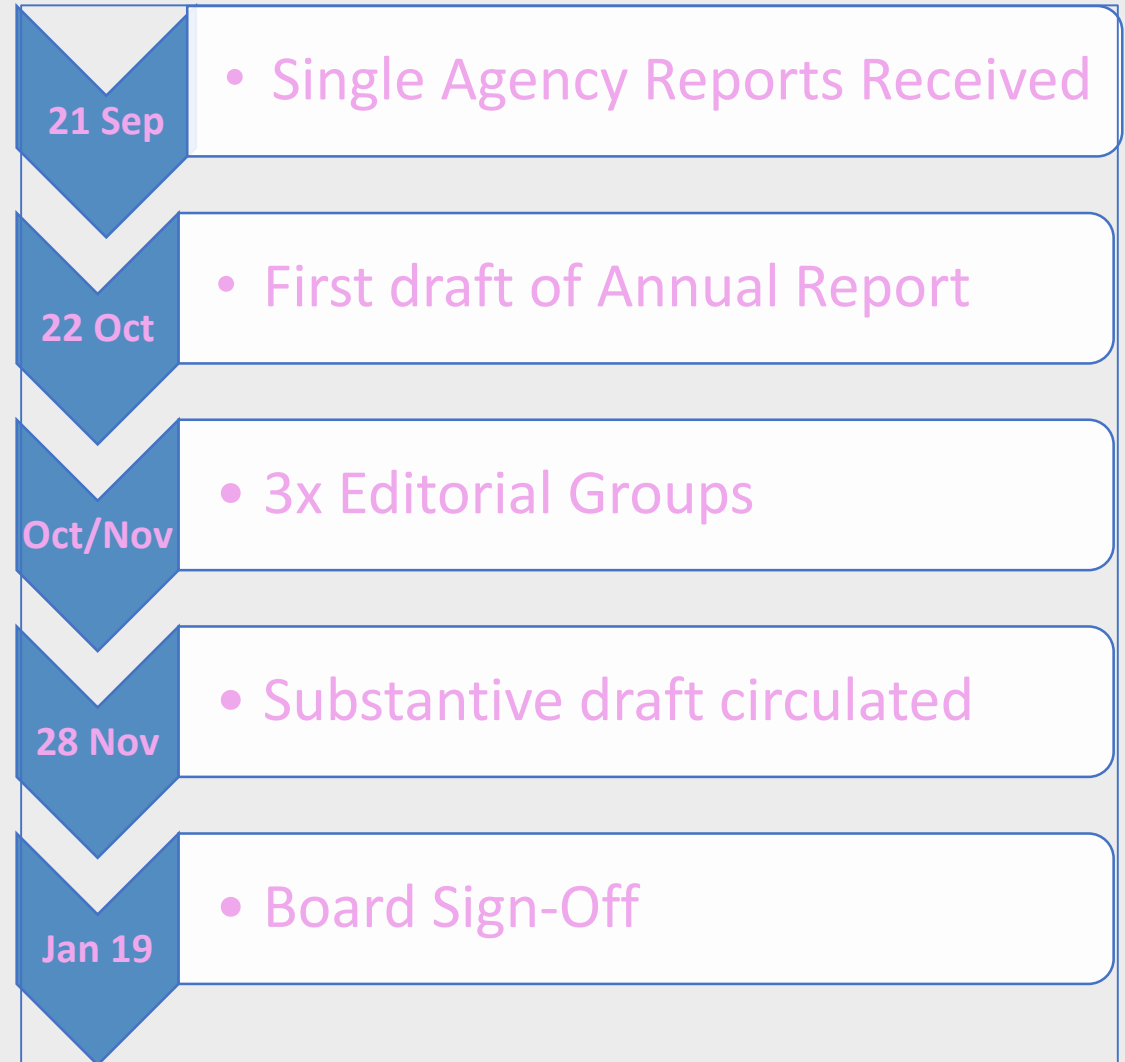 21 Sep
• Single Agency Reports Received
22 Oct
• First draft of Annual Report
Oct/Nov
• 3x Editorial Groups
28 Nov
• Substantive draft circulated
Jan 19
• Board Sign-Off